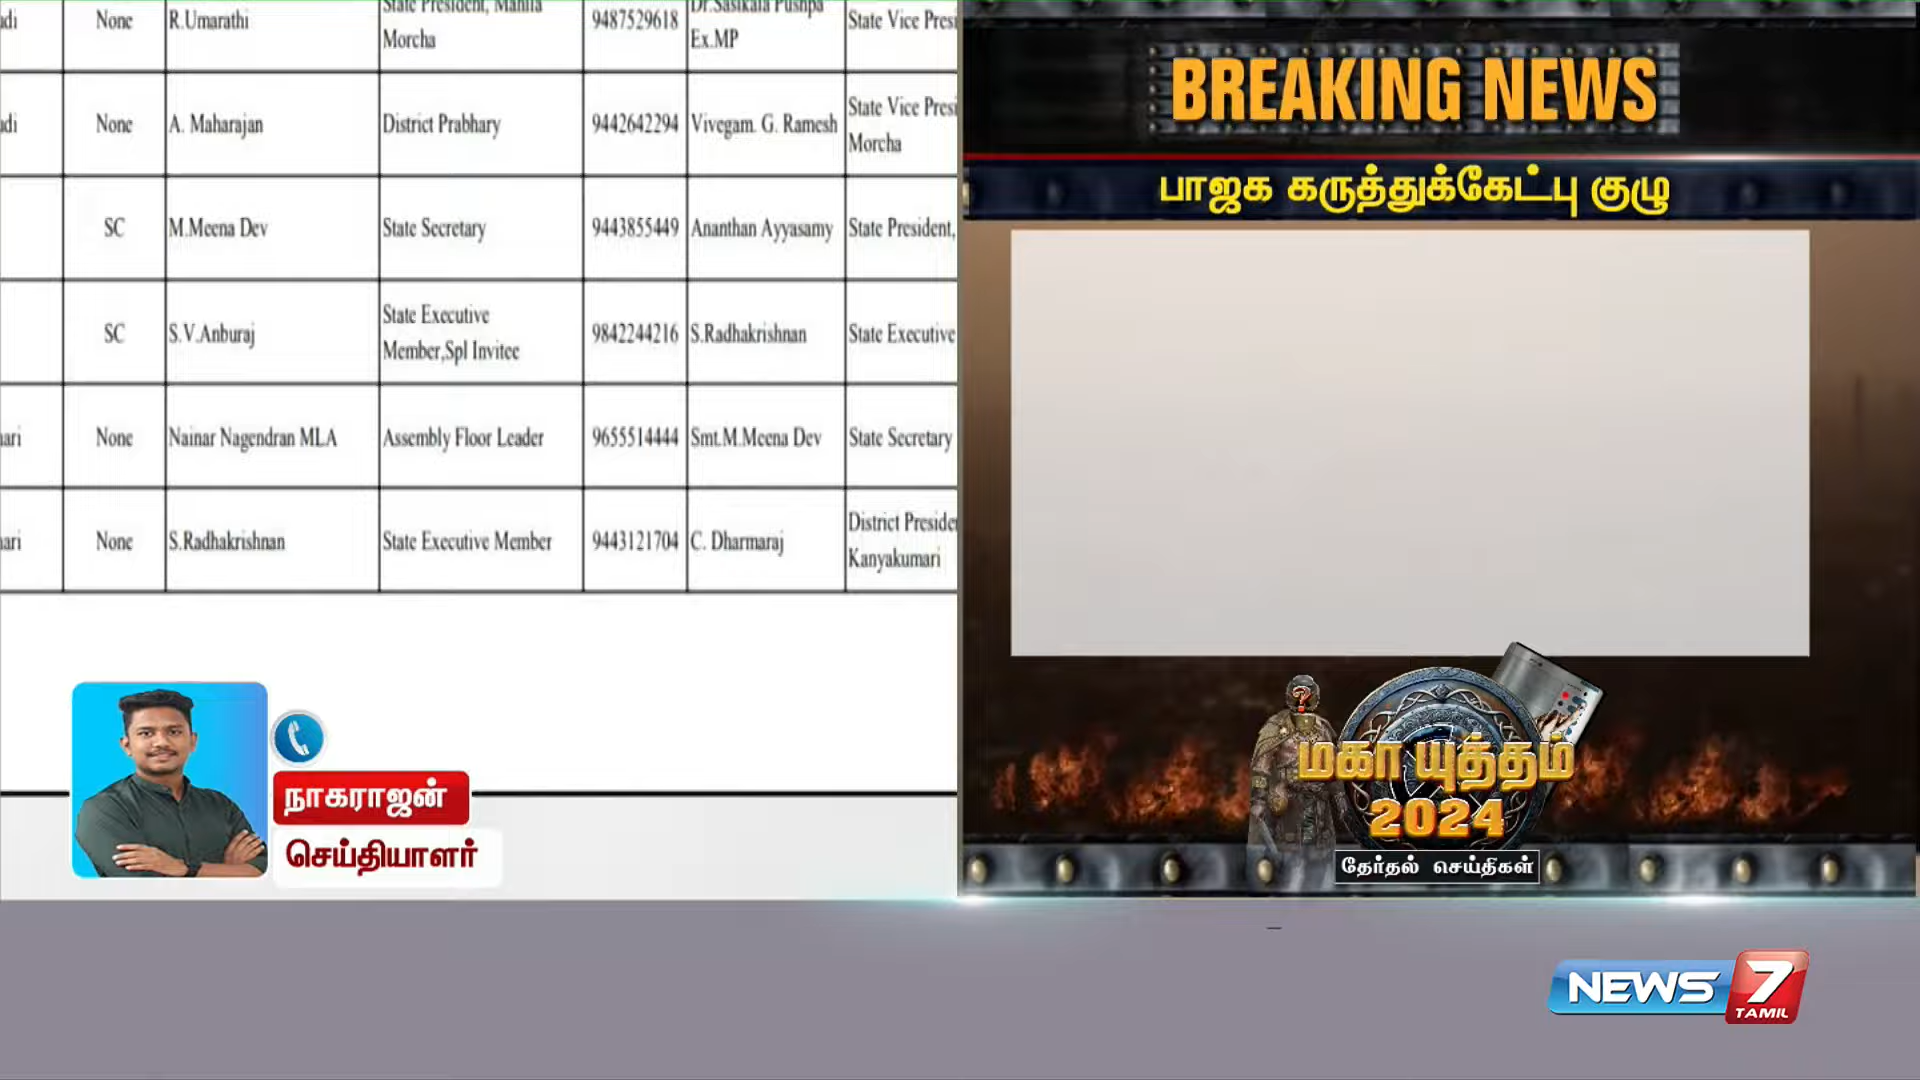 di None R.Umarathi State President, Mahila Morcha 9487529618 Dr.Sasikala Pushpa Ex.MP State Vice Presi
di None A. Maharajan District Prabhary 9442642294 Vivegam. G. Ramesh State Vice Presi Morcha
SC M.Meena Dev State Secretary 9443855449 Ananthan Ayyasamy State President,
SC S.V.Anburaj State Executive Member,Spl Invitee 9842244216 S.Radhakrishnan State Executive
ari None Nainar Nagendran MLA Assembly Floor Leader 9655514444 Smt.M.Meena Dev State Secretary
ari None S.Radhakrishnan State Executive Member 9443121704 C. Dharmaraj District Preside Kanyakumari
நாகராஜன்
செய்தியாளர்
BREAKING NEWS
பாஜக கருத்துக்கேட்பு குழு
மகா யுத்தம்
2024
தேர்தல் செய்திகள்
NEWS 7
TAMIL